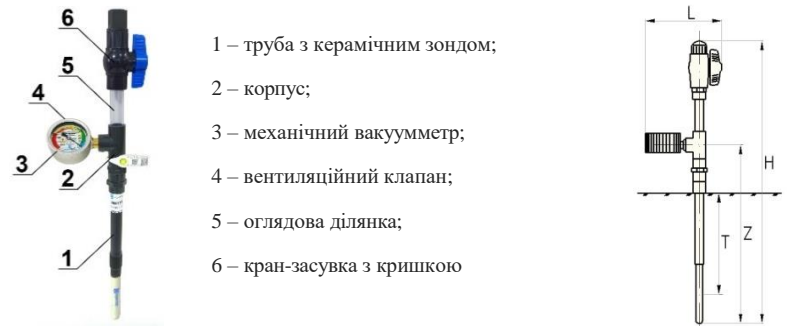 6
5
4
3
2
1
1 – труба з керамічним зондом;
2 – корпус;
3 – механічний вакуумметр;
4 – вентиляційний клапан;
5 – оглядова ділянка;
6 – кран-засувка з кришкою
L
H
T
Z